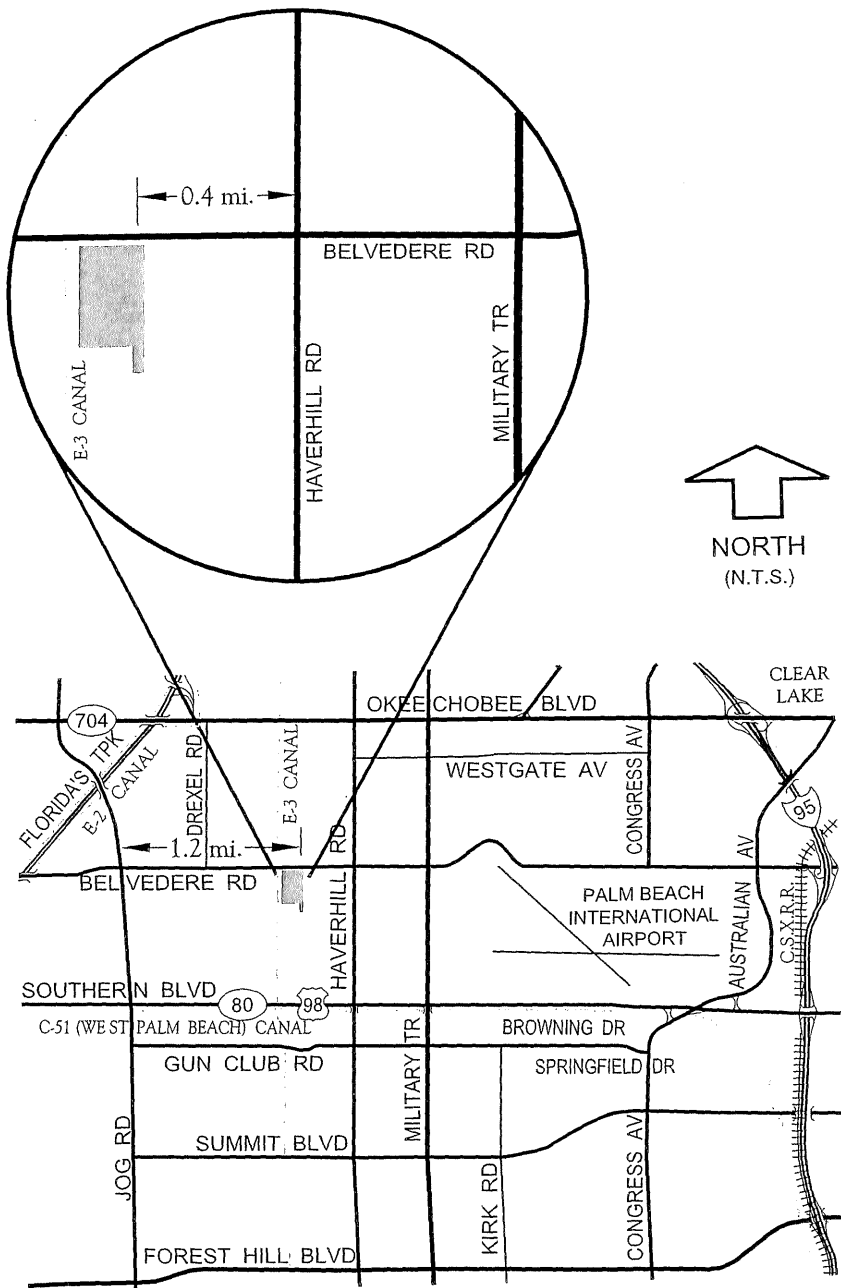 0.4 mi.
BELVEDERE RD
E-3 CANAL
HAVERHILL RD
MILITARY TR
NORTH
(N.T.S.)
CLEAR
LAKE
OKEECHOBEE BLVD
704
FLORIDA'S TPK
E-2 CANAL
DREXEL RD
E-3 CANAL
HAVERHILL RD
WESTGATE AV
CONGRESS AV
95
1.2 mi.
BELVEDERE RD
PALM BEACH
INTERNATIONAL
AIRPORT
AUSTRALIAN AV
C.S.X.R.R.
SOUTHERN BLVD
80
98
C-51 (WEST PALM BEACH) CANAL
BROWNING DR
GUN CLUB RD
SPRINGFIELD DR
MILITARY TR
JOG RD
SUMMIT BLVD
KIRK RD
CONGRESS AV
FOREST HILL BLVD